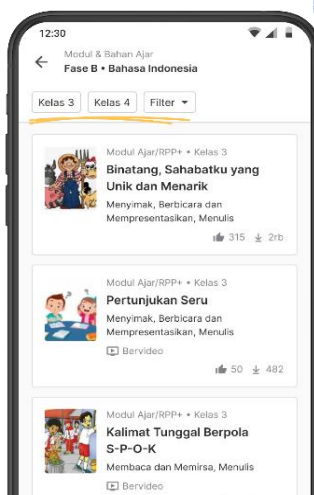 12:30
Modul & Bahan Ajar
Fase B • Bahasa Indonesia
Kelas 3
Kelas 4
Filter
Modul Ajar/RPP+ • Kelas 3
Binatang, Sahabatku yang
Unik dan Menarik
Menyimak, Berbicara dan
Mempresentasikan, Menulis
315
2rb
Modul Ajar/RPP+ • Kelas 3
Pertunjukan Seru
Menyimak, Berbicara dan
Mempresentasikan, Menulis
Bervideo
50
482
Modul Ajar/RPP+ • Kelas 3
Kalimat Tunggal Berpola
S-P-O-K
Membaca dan Memirsa, Menulis
Bervideo